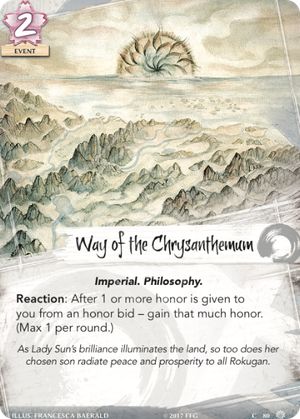 2
EVENT
Way of the Chrysanthemum
Imperial. Philosophy.
Reaction: After 1 or more honor is given to
you from an honor bid – gain that much honor.
(Max 1 per round.)
As Lady Sun's brilliance illuminates the land, so too does her
chosen son radiate peace and prosperity to all Rokugan.
ILLUS. FRANCESCA BAERALD © 2017 FFG C 80